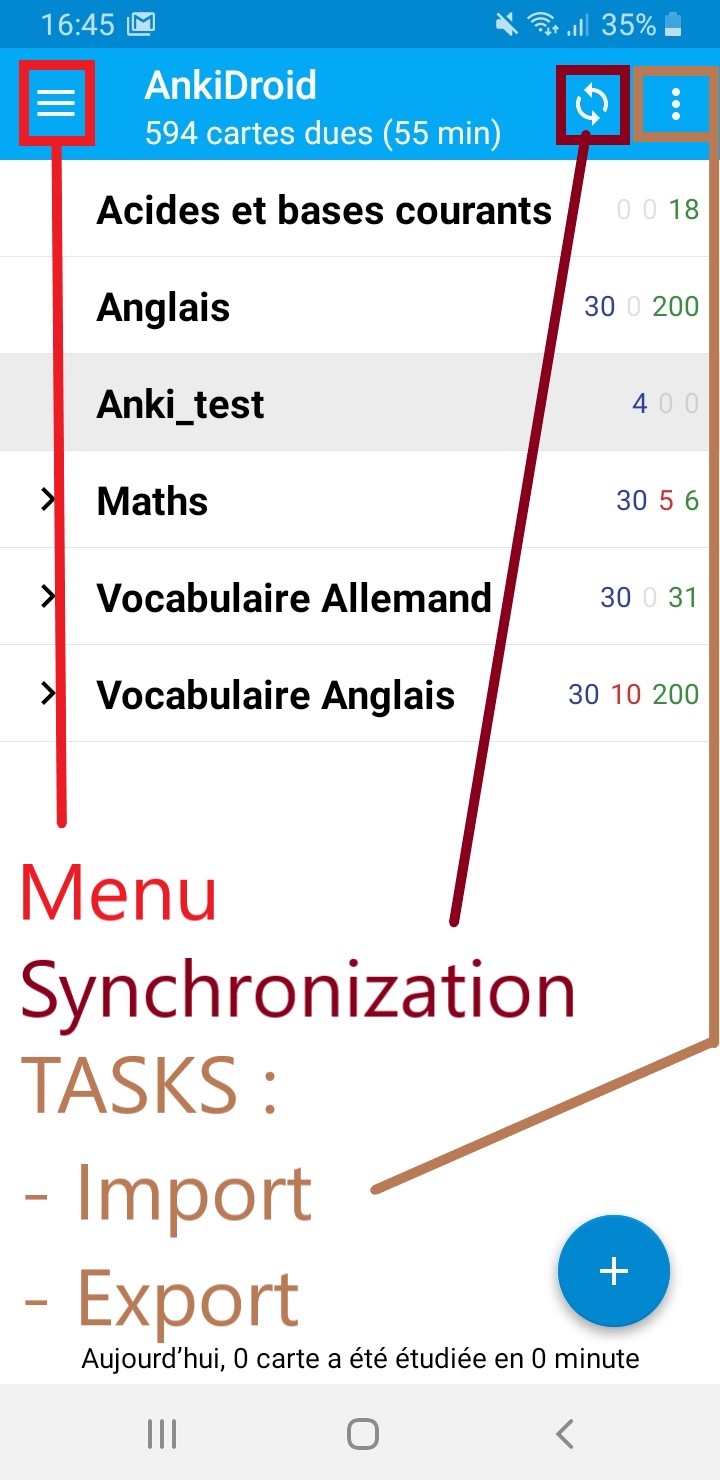 16:45 35%
AnkiDroid
594 cartes dues (55 min)
Acides et bases courants 0 0 18
Anglais 30 0 200
Anki_test 4 0 0
Maths 30 5 6
Vocabulaire Allemand 30 0 31
Vocabulaire Anglais 30 10 200
Menu
Synchronization
TASKS :
- Import
- Export
Aujourd’hui, 0 carte a été étudiée en 0 minute